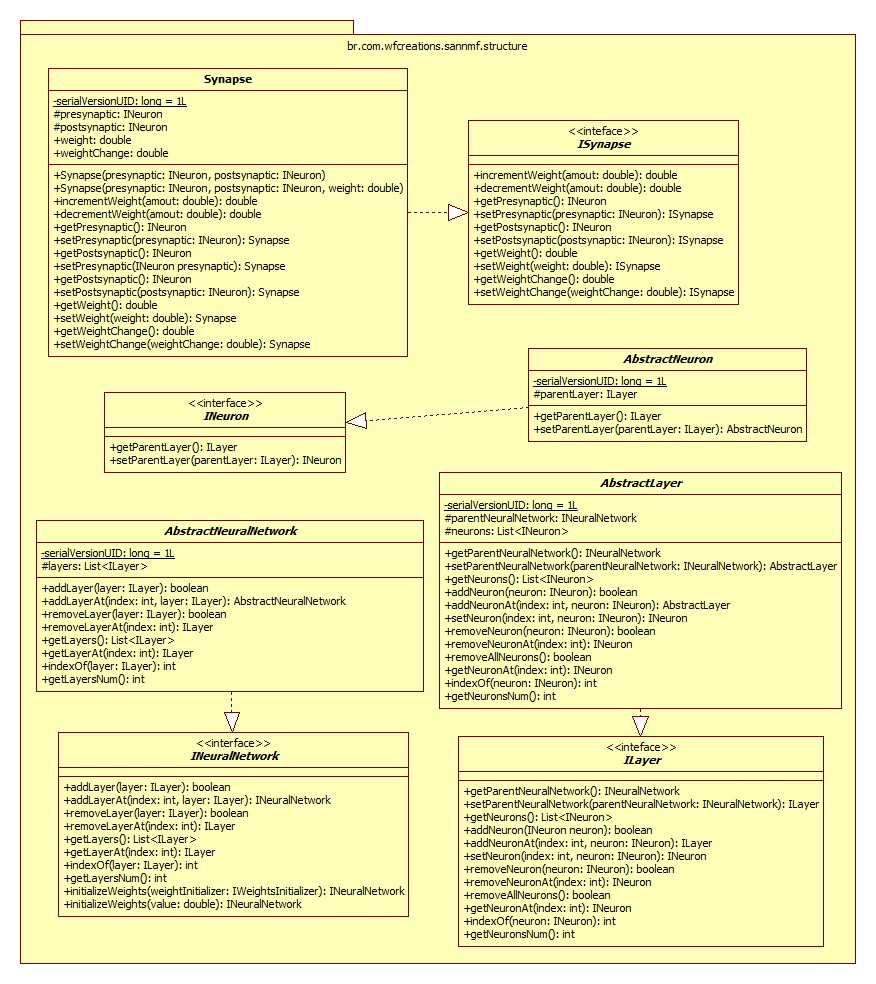 br.com.wfcreations.sannmf.structure
Synapse
-serialVersionUID: long = 1L
#presynaptic: INeuron
#postsynaptic: INeuron
+weight: double
+weightChange: double
+Synapse(presynaptic: INeuron, postsynaptic: INeuron)
+Synapse(presynaptic: INeuron, postsynaptic: INeuron, weight: double)
+incrementWeight(amout: double): double
+decrementWeight(amout: double): double
+getPresynaptic(): INeuron
+setPresynaptic(presynaptic: INeuron): Synapse
+getPostsynaptic(): INeuron
+setPresynaptic(INeuron presynaptic): Synapse
+getPostsynaptic(): INeuron
+setPostsynaptic(postsynaptic: INeuron): Synapse
+getWeight(): double
+setWeight(weight: double): Synapse
+getWeightChange(): double
+setWeightChange(weightChange: double): Synapse
<<inteface>>
ISynapse
+incrementWeight(amout: double): double
+decrementWeight(amout: double): double
+getPresynaptic(): INeuron
+setPresynaptic(presynaptic: INeuron): ISynapse
+getPostsynaptic(): INeuron
+setPostsynaptic(postsynaptic: INeuron): ISynapse
+getWeight(): double
+setWeight(weight: double): ISynapse
+getWeightChange(): double
+setWeightChange(weightChange: double): ISynapse
AbstractNeuron
-serialVersionUID: long = 1L
#parentLayer: ILayer
+getParentLayer(): ILayer
+setParentLayer(parentLayer: ILayer): AbstractNeuron
<<interface>>
INeuron
+getParentLayer(): ILayer
+setParentLayer(parentLayer: ILayer): INeuron
AbstractLayer
-serialVersionUID: long = 1L
#parentNeuralNetwork: INeuralNetwork
#neurons: List<INeuron>
+getParentNeuralNetwork(): INeuralNetwork
+setParentNeuralNetwork(parentNeuralNetwork: INeuralNetwork): AbstractLayer
+getNeurons(): List<INeuron>
+addNeuron(neuron: INeuron): boolean
+addNeuronAt(index: int, neuron: INeuron): AbstractLayer
+setNeuron(index: int, neuron: INeuron): INeuron
+removeNeuron(neuron: INeuron): boolean
+removeNeuronAt(index: int): INeuron
+removeAllNeurons(): boolean
+getNeuronAt(index: int): INeuron
+indexOf(neuron: INeuron): int
+getNeuronsNum(): int
AbstractNeuralNetwork
-serialVersionUID: long = 1L
#layers: List<ILayer>
+addLayer(layer: ILayer): boolean
+addLayerAt(index: int, layer: ILayer): AbstractNeuralNetwork
+removeLayer(layer: ILayer): boolean
+removeLayerAt(index: int): ILayer
+getLayers(): List<ILayer>
+getLayerAt(index: int): ILayer
+indexOf(layer: ILayer): int
+getLayersNum(): int
<<interface>>
INeuralNetwork
+addLayer(layer: ILayer): boolean
+addLayerAt(index: int, layer: ILayer): INeuralNetwork
+removeLayer(layer: ILayer): boolean
+removeLayerAt(index: int): ILayer
+getLayers(): List<ILayer>
+getLayerAt(index: int): ILayer
+indexOf(layer: ILayer): int
+getLayersNum(): int
+initializeWeights(weightInitializer: IWeightsInitializer): INeuralNetwork
+initializeWeights(value: double): INeuralNetwork
<<inteface>>
ILayer
+getParentNeuralNetwork(): INeuralNetwork
+setParentNeuralNetwork(parentNeuralNetwork: INeuralNetwork): ILayer
+getNeurons(): List<INeuron>
+addNeuron(INeuron neuron): boolean
+addNeuronAt(index: int, neuron: INeuron): ILayer
+setNeuron(index: int, neuron: INeuron): INeuron
+removeNeuron(neuron: INeuron): boolean
+removeNeuronAt(index: int): INeuron
+removeAllNeurons(): boolean
+getNeuronAt(index: int): INeuron
+indexOf(neuron: INeuron): int
+getNeuronsNum(): int